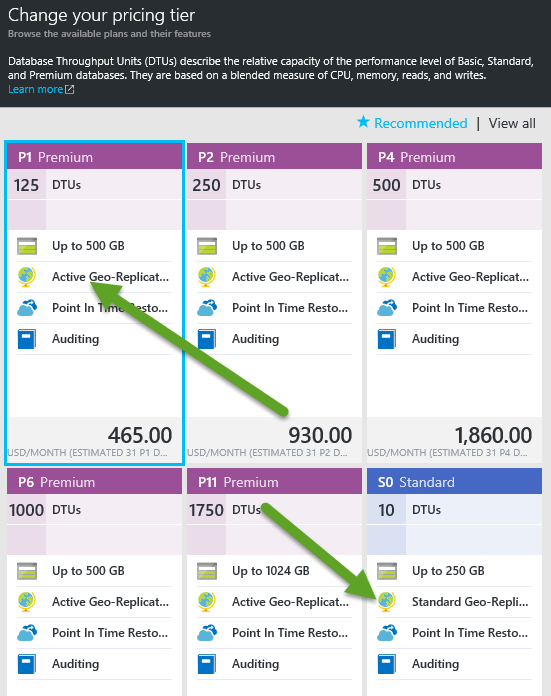 Change your pricing tier
Browse the available plans and their features
Database Throughput Units (DTUs) describe the relative capacity of the performance level of Basic, Standard,
and Premium databases. They are based on a blended measure of CPU, memory, reads, and writes.
Learn more
Recommended | View all
P1 Premium
125 DTUs
Up to 500 GB
Active Geo-Replicat...
Point In Time Resto...
Auditing
465.00
USD/MONTH (ESTIMATED 31 P1 D...
P2 Premium
250 DTUs
Up to 500 GB
Active Geo-Replicat...
Point In Time Resto...
Auditing
930.00
USD/MONTH (ESTIMATED 31 P2 D...
P4 Premium
500 DTUs
Up to 500 GB
Active Geo-Replicat...
Point In Time Resto...
Auditing
1,860.00
USD/MONTH (ESTIMATED 31 P4 D...
P6 Premium
1000 DTUs
Up to 500 GB
Active Geo-Replicat...
Point In Time Resto...
Auditing
P11 Premium
1750 DTUs
Up to 1024 GB
Active Geo-Replicat...
Point In Time Resto...
Auditing
S0 Standard
10 DTUs
Up to 250 GB
Standard Geo-Repli...
Point In Time Resto...
Auditing